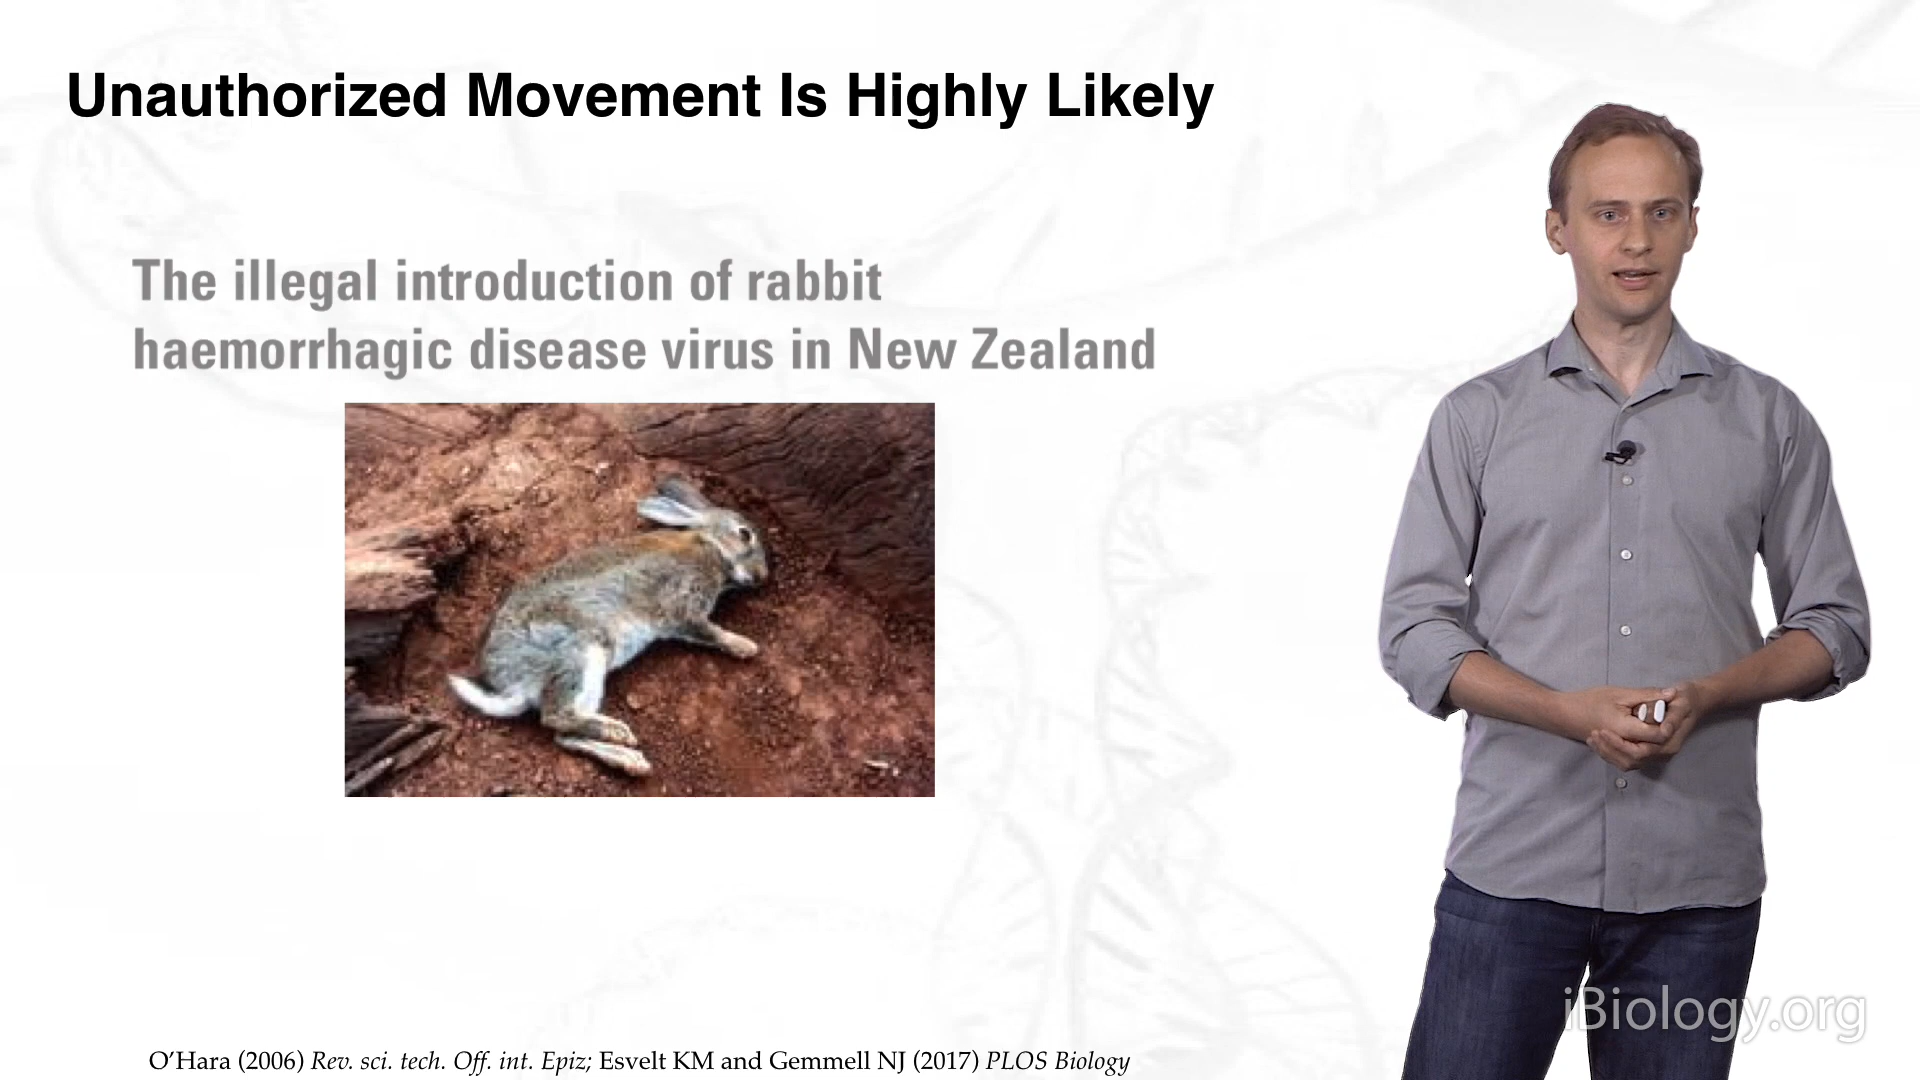 Unauthorized Movement Is Highly Likely
The illegal introduction of rabbit
haemorrhagic disease virus in New Zealand
iBiology.org
O'Hara (2006) Rev. sci. tech. Off. int. Epiz; Esvelt KM and Gemmell NJ (2017) PLOS Biology